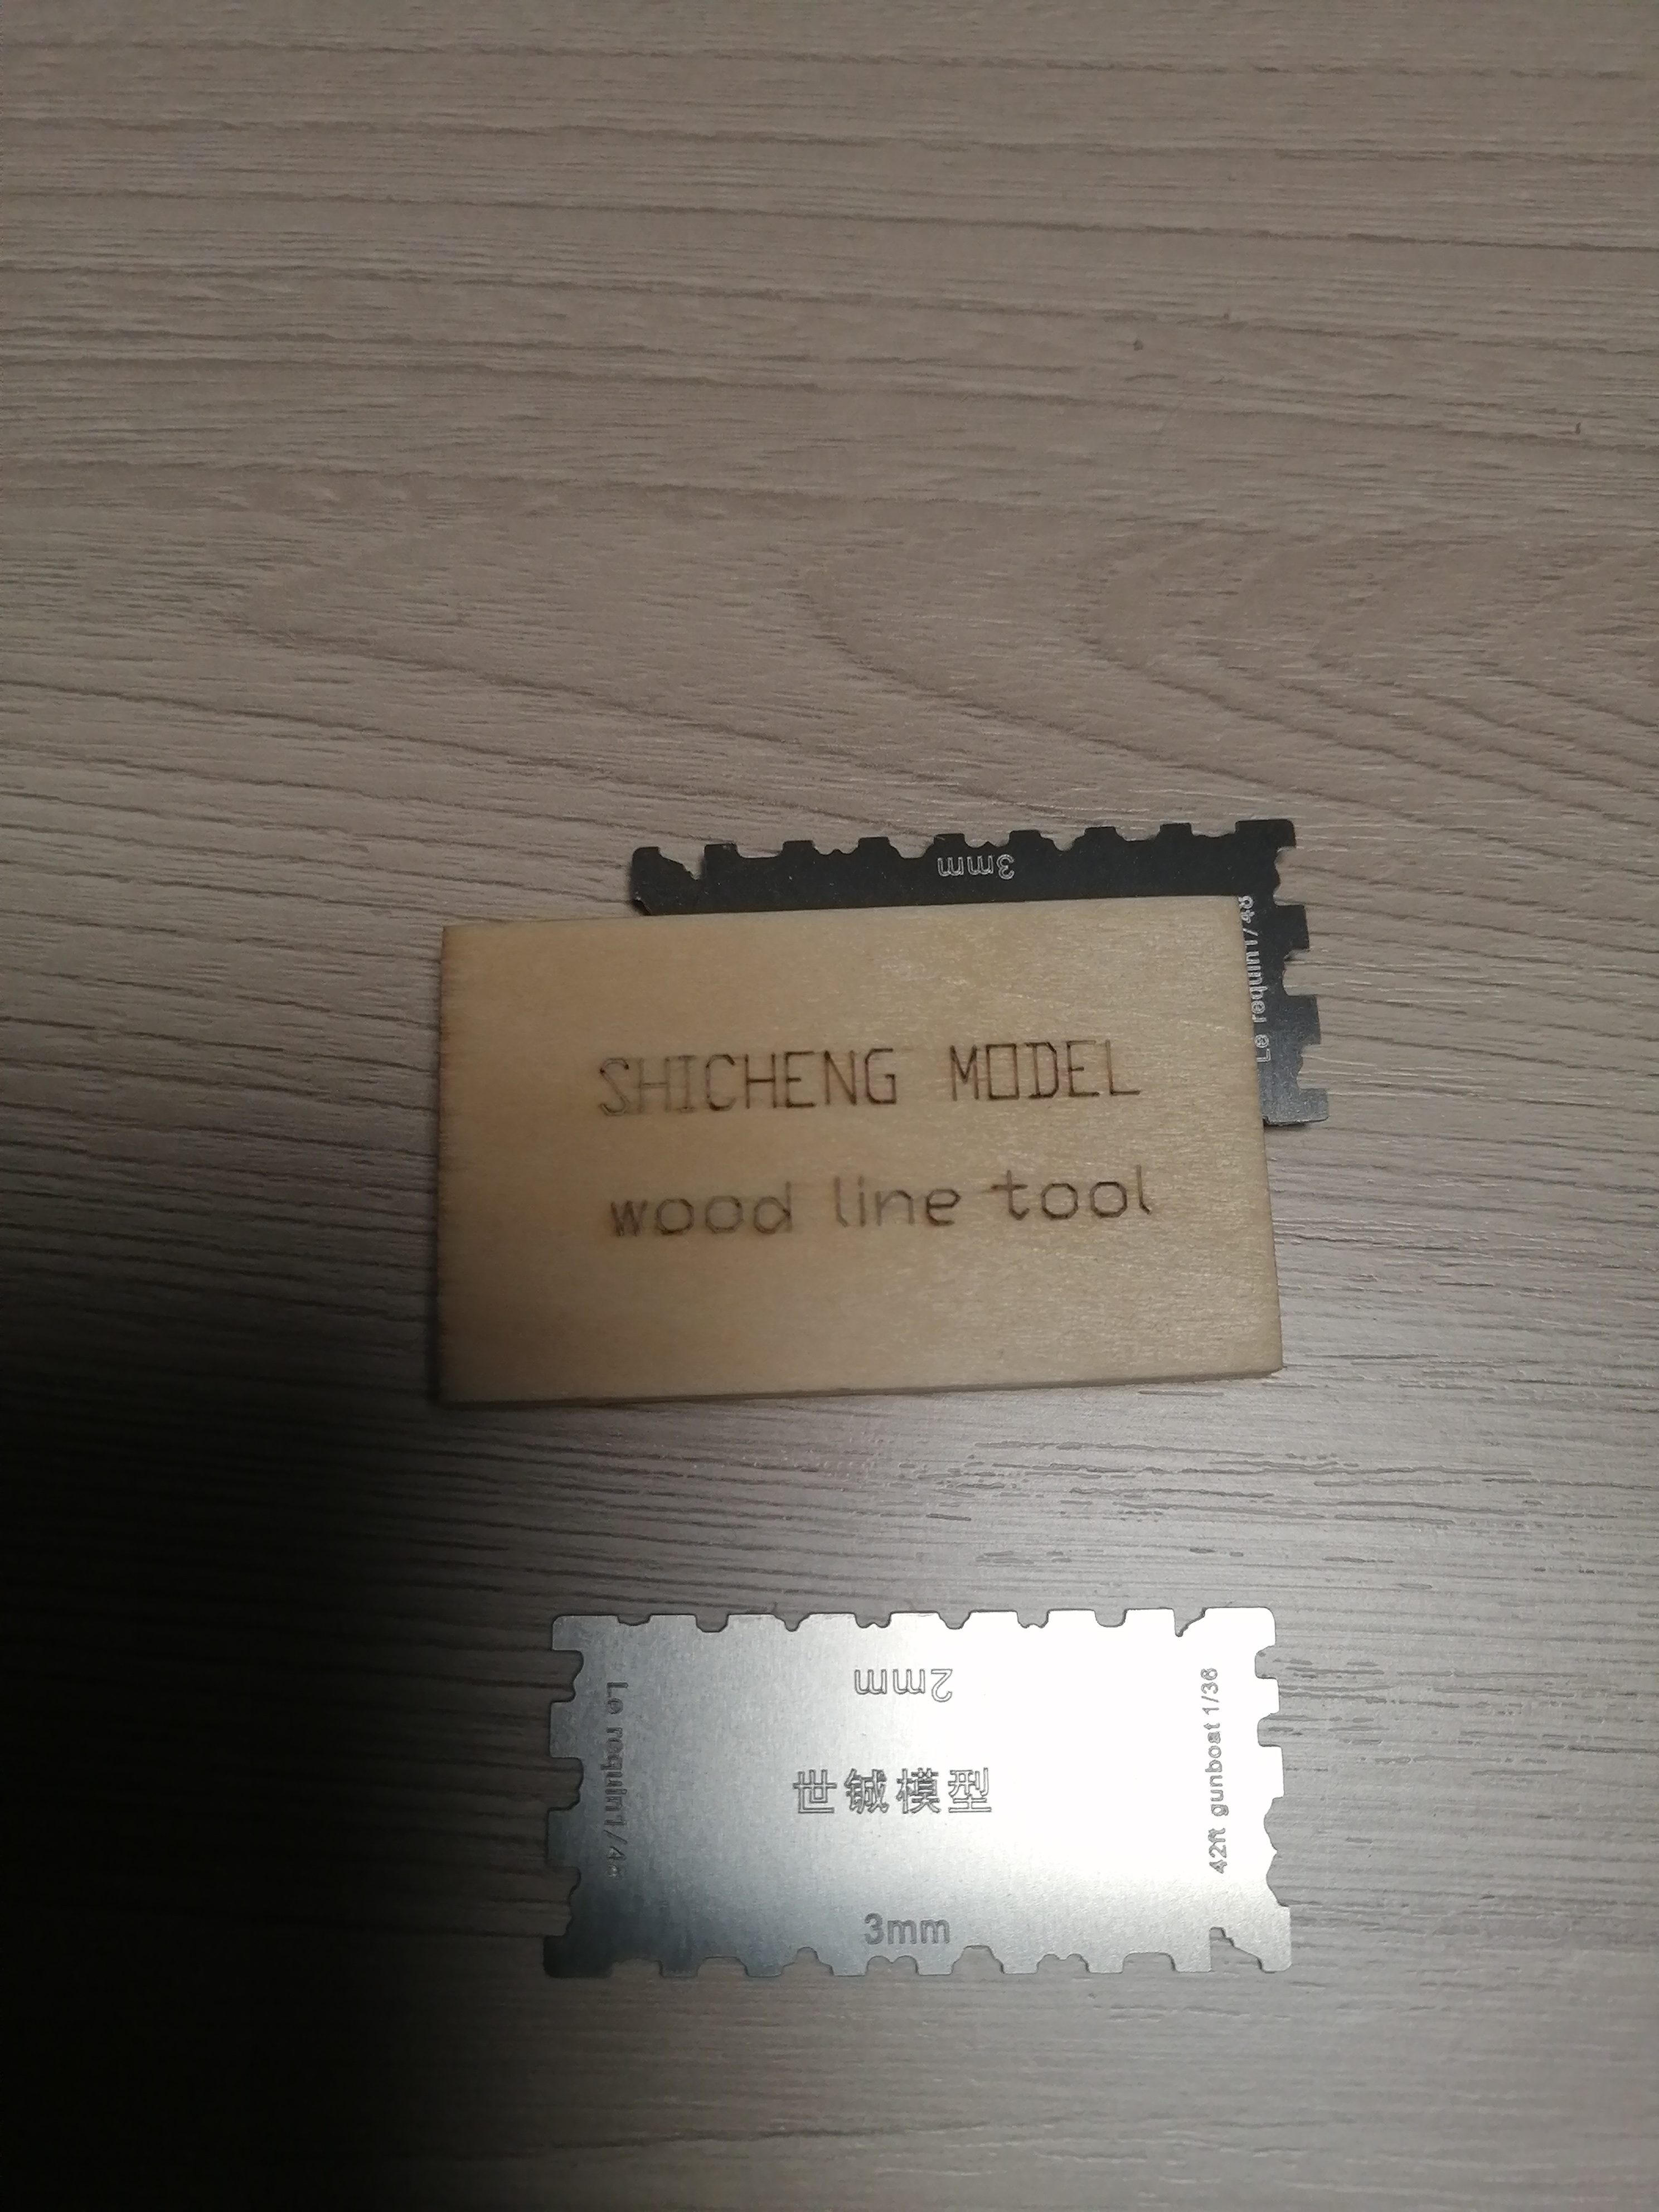 3mm
Le requin1/48
SHICHENG MODEL
wood line tool
2mm
Le requin1/48
世铖模型
42ft gunboat 1/36
3mm